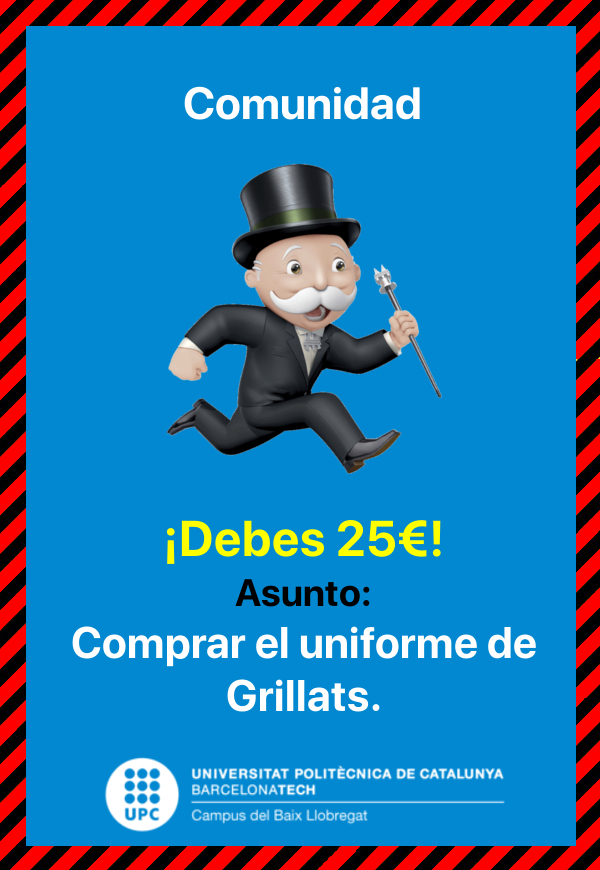 Comunidad
¡Debes 25€!
Asunto:
Comprar el uniforme de
Grillats.
UNIVERSITAT POLITÈCNICA DE CATALUNYA
BARCELONATECH
UPC
Campus del Baix Llobregat